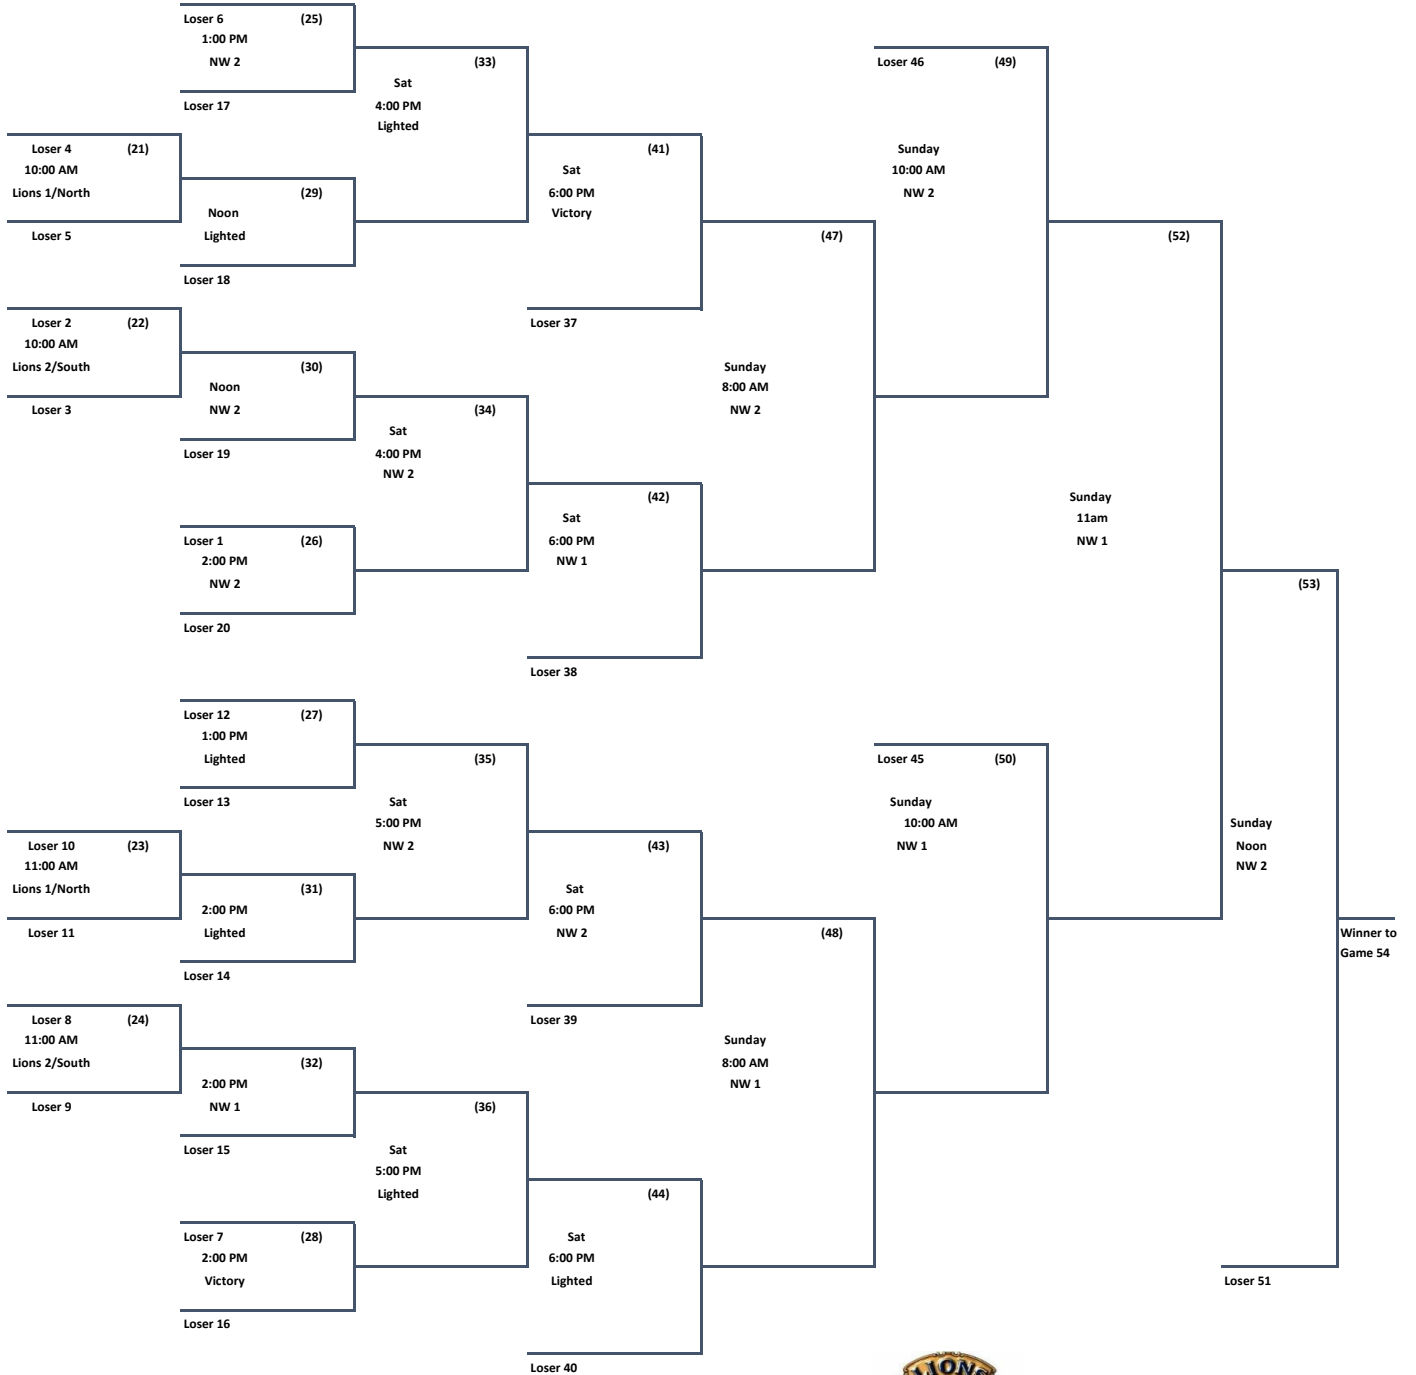 Loser 6 (25)
1:00 PM
NW 2
Loser 17
Loser 4 (21)
10:00 AM
Lions 1/North
Loser 5
(29)
Noon
Lighted
Loser 18
(33)
Sat
4:00 PM
Lighted
Loser 2 (22)
10:00 AM
Lions 2/South
Loser 3
(30)
Noon
NW 2
Loser 19
Loser 1 (26)
2:00 PM
NW 2
Loser 20
(34)
Sat
4:00 PM
NW 2
(41)
Sat
6:00 PM
Victory
Loser 37
(42)
Sat
6:00 PM
NW 1
Loser 38
(47)
Sunday
8:00 AM
NW 2
Loser 46 (49)
Sunday
10:00 AM
NW 2
Loser 12 (27)
1:00 PM
Lighted
Loser 13
Loser 10 (23)
11:00 AM
Lions 1/North
Loser 11
(31)
2:00 PM
Lighted
Loser 14
(35)
Sat
5:00 PM
NW 2
Loser 8 (24)
11:00 AM
Lions 2/South
Loser 9
(32)
2:00 PM
NW 1
Loser 15
Loser 7 (28)
2:00 PM
Victory
Loser 16
(36)
Sat
5:00 PM
Lighted
(43)
Sat
6:00 PM
NW 2
Loser 39
(44)
Sat
6:00 PM
Lighted
Loser 40
(48)
Sunday
8:00 AM
NW 1
Loser 45 (50)
Sunday
10:00 AM
NW 1
(52)
Sunday
11am
NW 1
(53)
Sunday
Noon
NW 2
Loser 51
Winner to
Game 54
LIONS